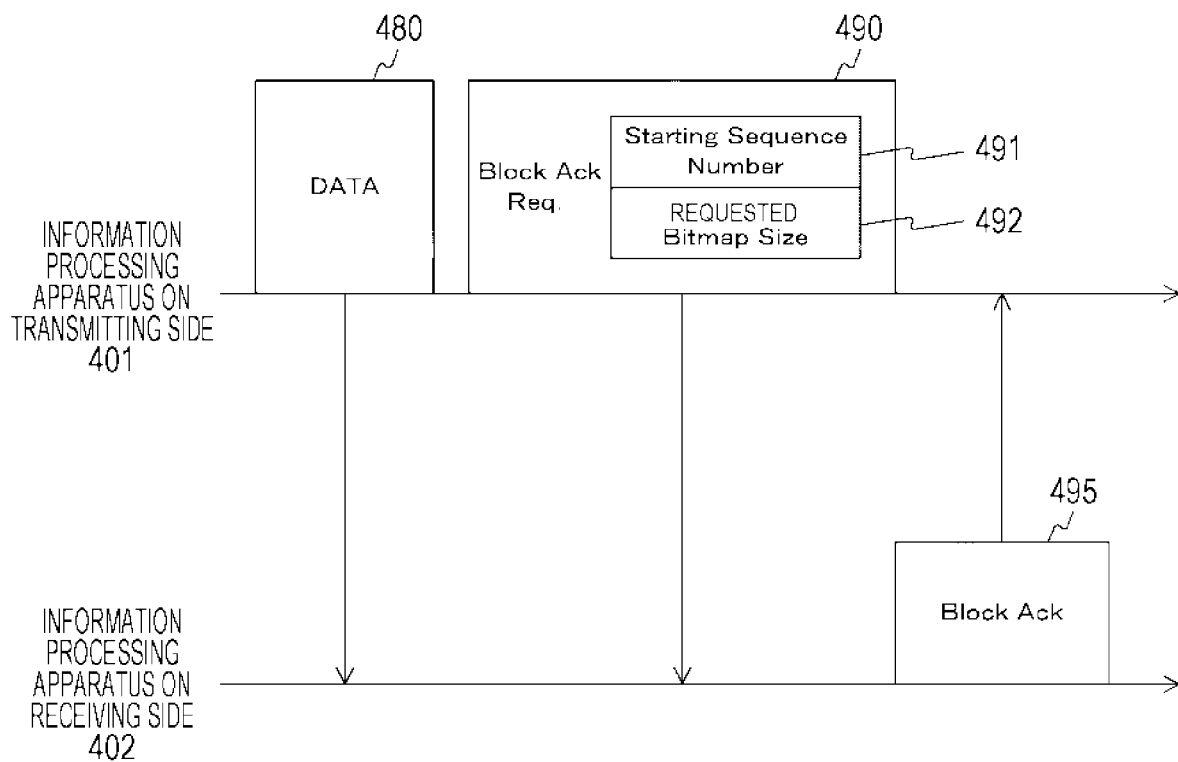 480
490
DATA
Block Ack
Req.
Starting Sequence
Number
491
REQUESTED
Bitmap Size
492
INFORMATION
PROCESSING
APPARATUS ON
TRANSMITTING SIDE
401
495
Block Ack
INFORMATION
PROCESSING
APPARATUS ON
RECEIVING SIDE
402